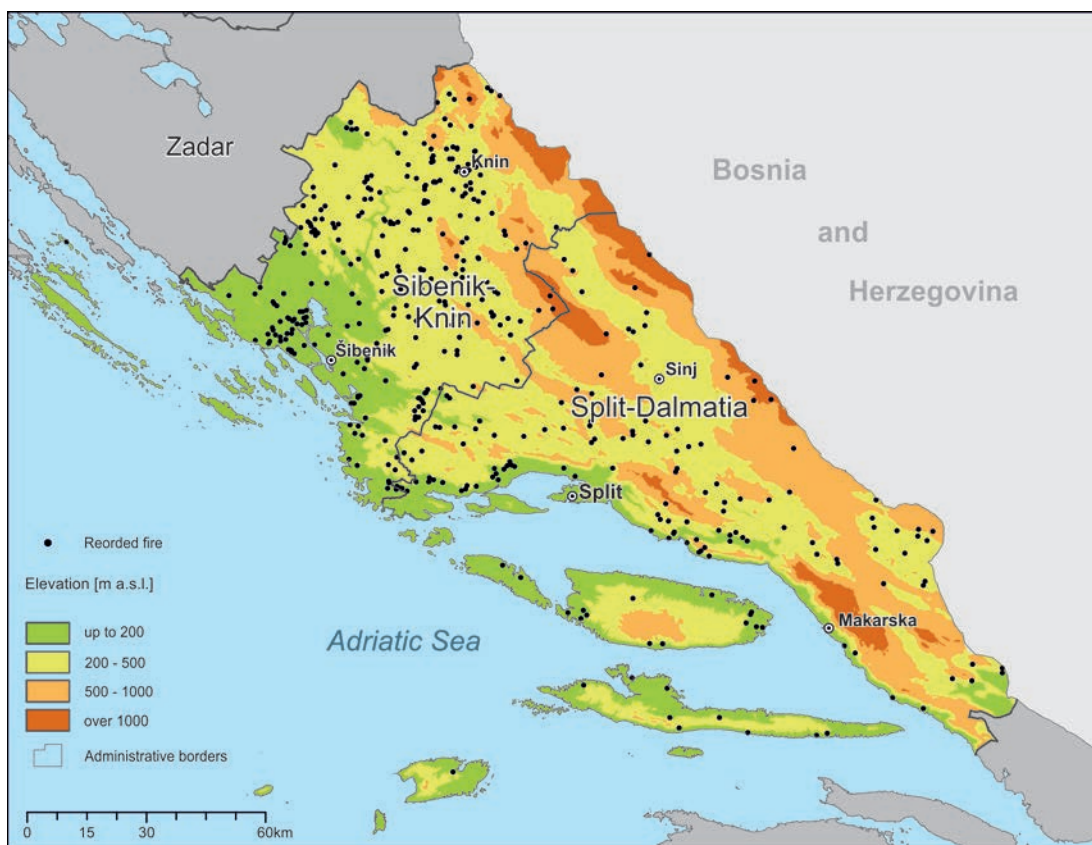 Zadar
Knin
Bosnia
and
Herzegovina
Šibenik-
Knin
Šibenik
Sinj
Split-Dalmatia
Split
Makarska
Adriatic Sea
Reorded fire
Elevation [m a.s.l.]
up to 200
200 - 500
500 - 1000
over 1000
Administrative borders
0 15 30 60km